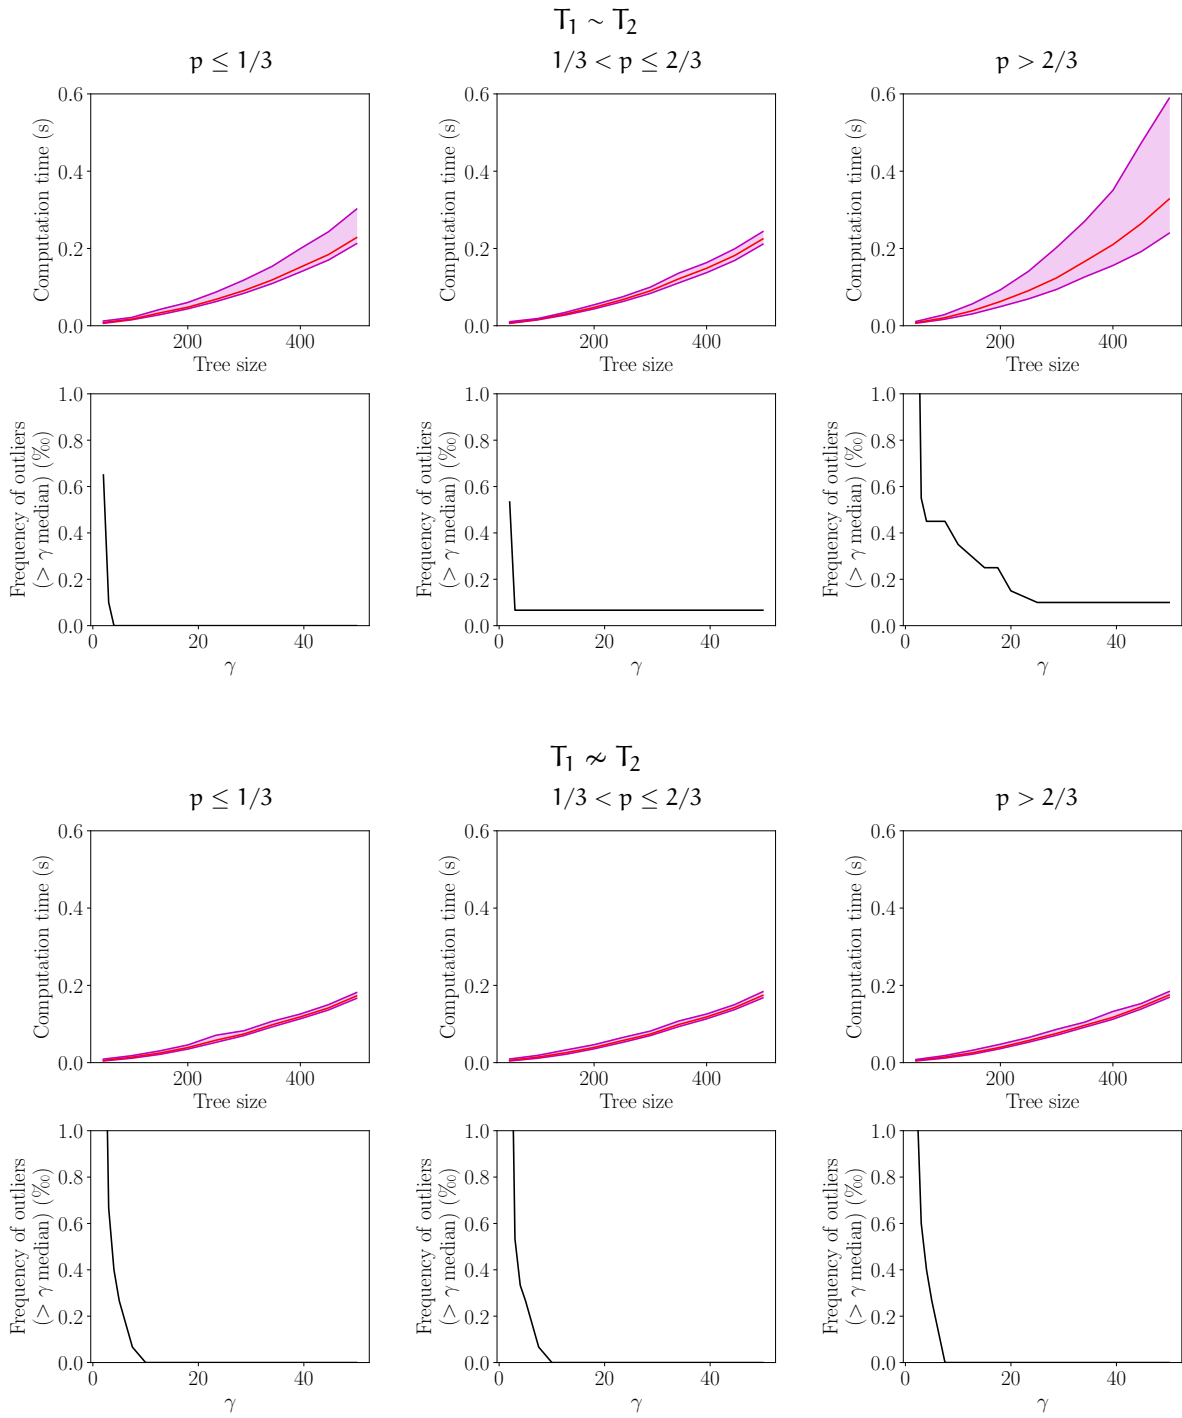 T₁ ∼ T₂
p ≤ 1/3
1/3 < p ≤ 2/3
p > 2/3
Computation time (s)
0.6
0.4
0.2
0.0
200
400
Tree size
Computation time (s)
0.6
0.4
0.2
0.0
200
400
Tree size
Computation time (s)
0.6
0.4
0.2
0.0
200
400
Tree size
Frequency of outliers
(> γ median) (‱)
1.0
0.8
0.6
0.4
0.2
0.0
0
20
40
γ
Frequency of outliers
(> γ median) (‱)
1.0
0.8
0.6
0.4
0.2
0.0
0
20
40
γ
Frequency of outliers
(> γ median) (‱)
1.0
0.8
0.6
0.4
0.2
0.0
0
20
40
γ
T₁ ≁ T₂
p ≤ 1/3
1/3 < p ≤ 2/3
p > 2/3
Computation time (s)
0.6
0.4
0.2
0.0
200
400
Tree size
Computation time (s)
0.6
0.4
0.2
0.0
200
400
Tree size
Computation time (s)
0.6
0.4
0.2
0.0
200
400
Tree size
Frequency of outliers
(> γ median) (‱)
1.0
0.8
0.6
0.4
0.2
0.0
0
20
40
γ
Frequency of outliers
(> γ median) (‱)
1.0
0.8
0.6
0.4
0.2
0.0
0
20
40
γ
Frequency of outliers
(> γ median) (‱)
1.0
0.8
0.6
0.4
0.2
0.0
0
20
40
γ